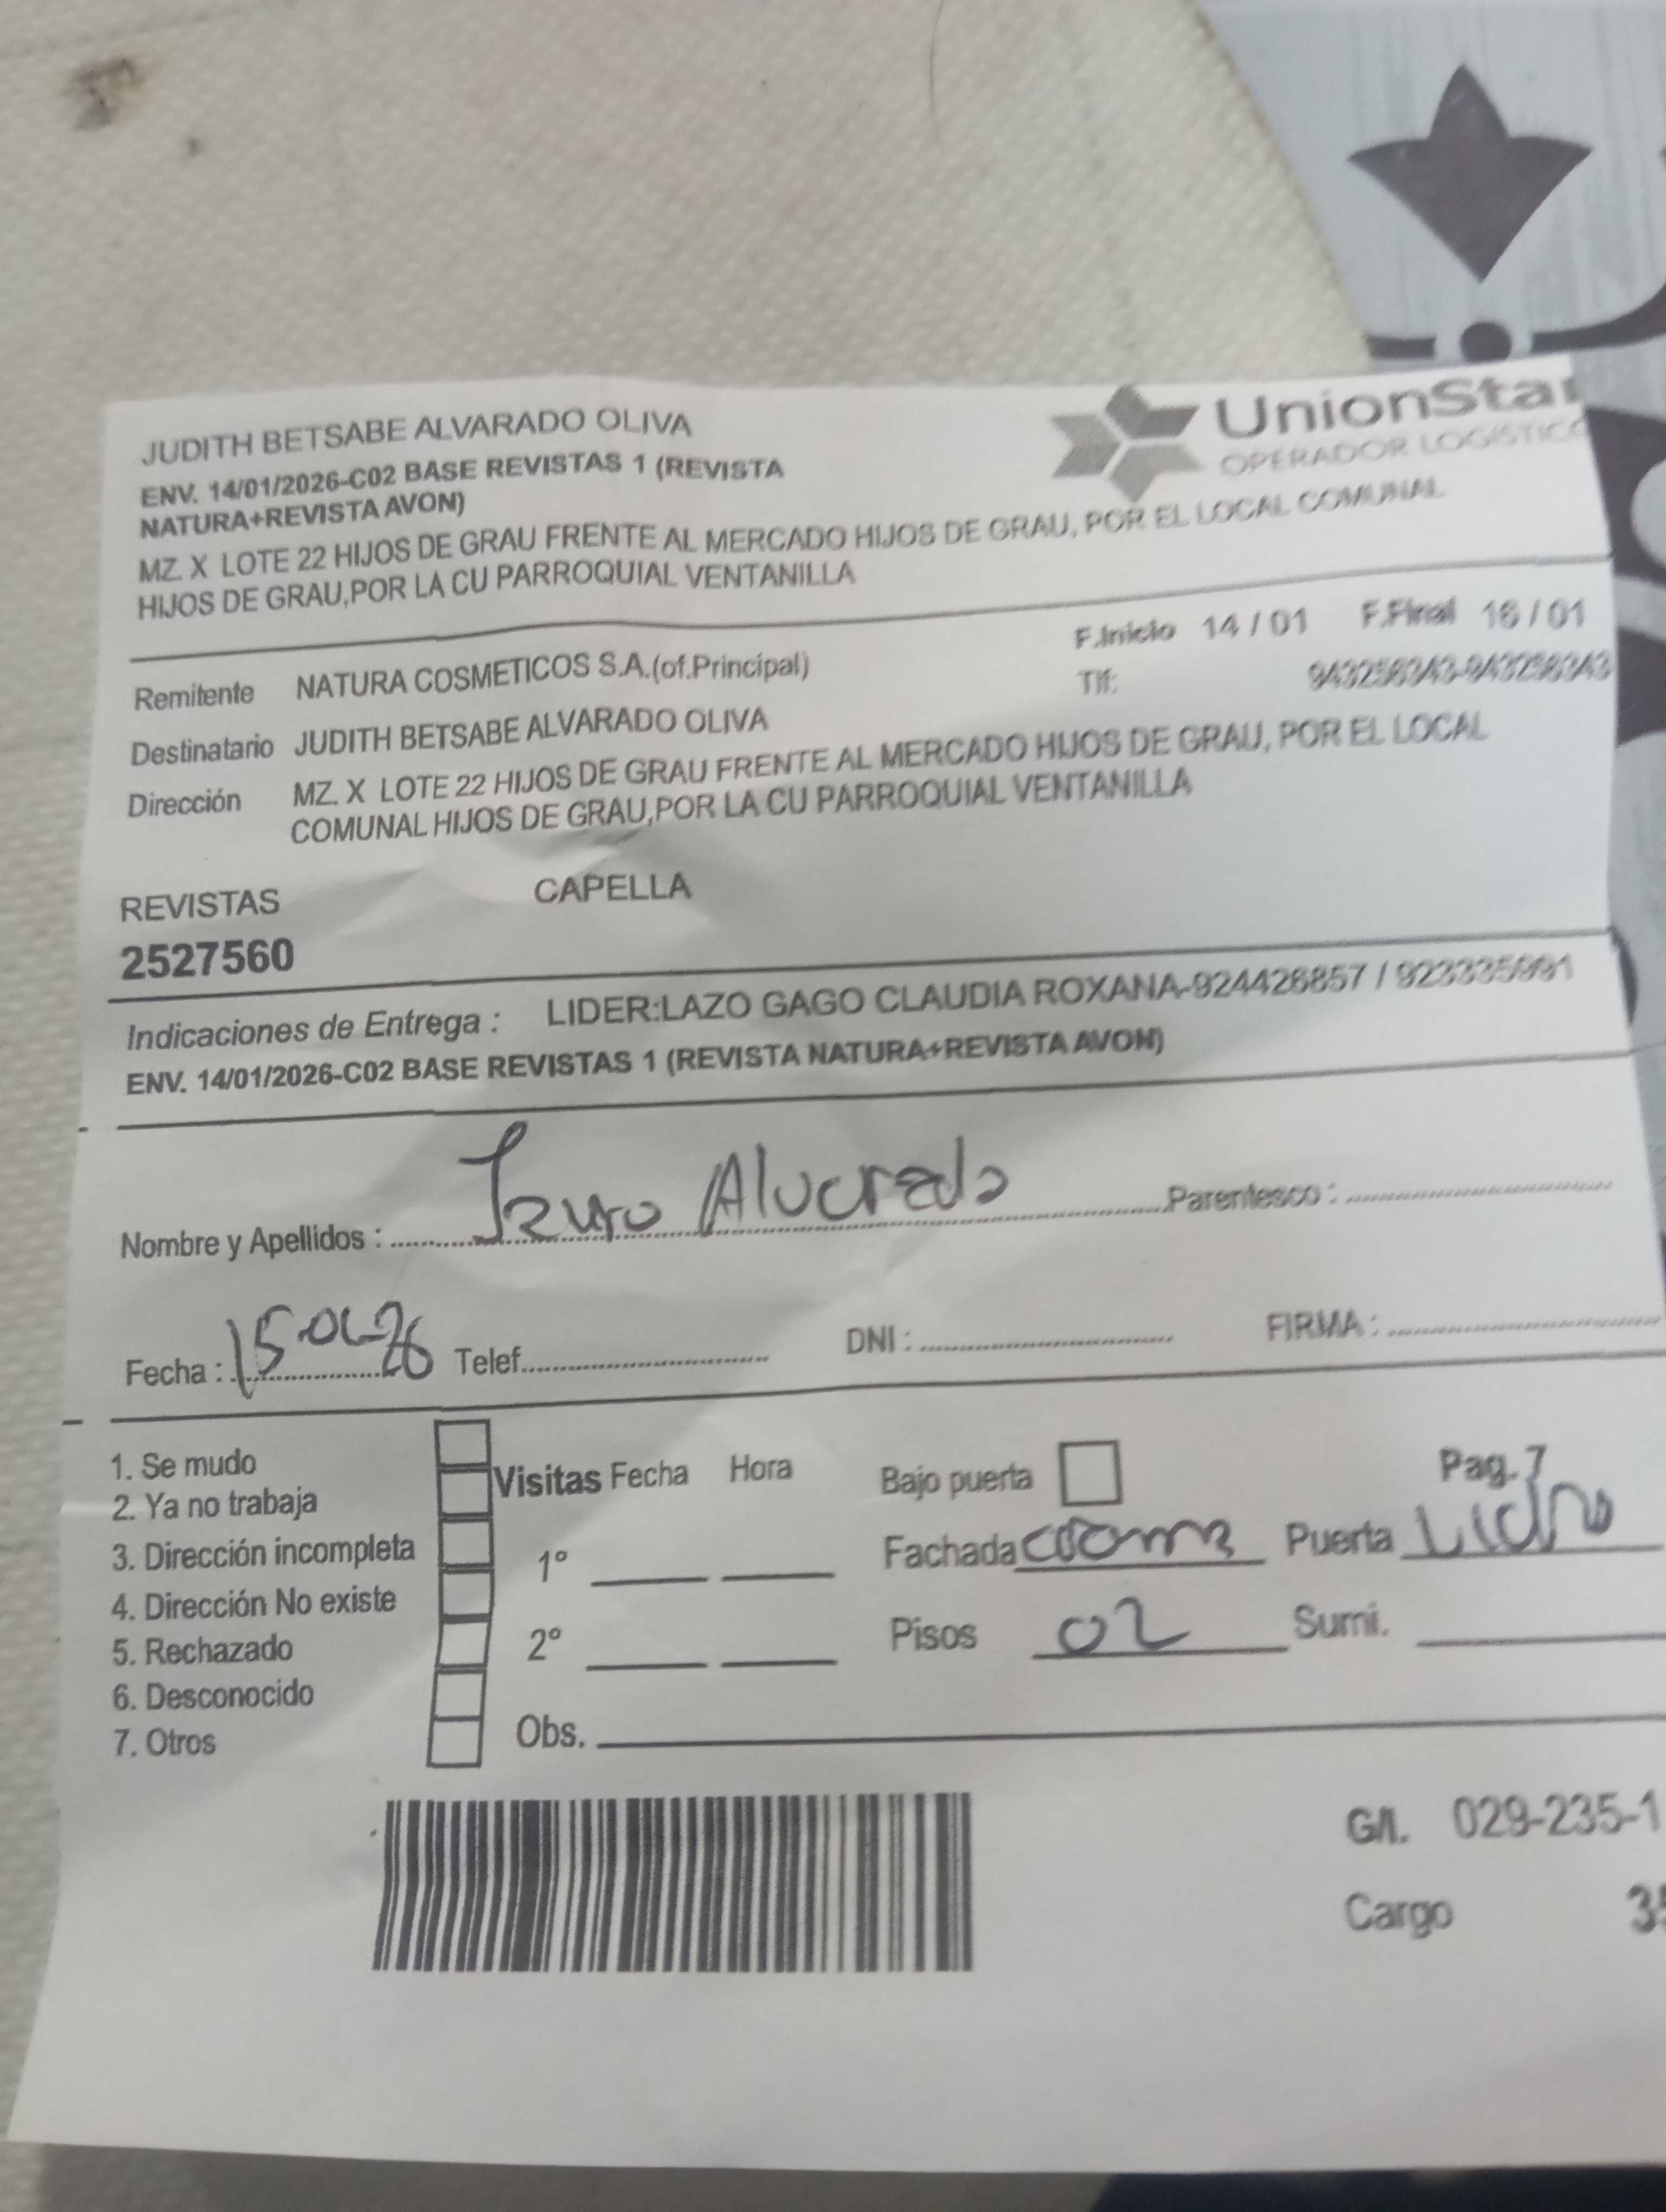 JUDITH BETSABE ALVARADO OLIVA
UnionStar
OPERADOR LOGÍSTICO
ENV. 14/01/2026-C02 BASE REVISTAS 1 (REVISTA
NATURA+REVISTA AVON)
MZ. X LOTE 22 HIJOS DE GRAU FRENTE AL MERCADO HIJOS DE GRAU, POR EL LOCAL COMUNAL
HIJOS DE GRAU,POR LA CU PARROQUIAL VENTANILLA
F.Inicio 14 / 01 F.Final 16 / 01
Remitente NATURA COSMETICOS S.A.(of.Principal)
Tlf:
Destinatario JUDITH BETSABE ALVARADO OLIVA
Dirección MZ. X LOTE 22 HIJOS DE GRAU FRENTE AL MERCADO HIJOS DE GRAU, POR EL LOCAL
COMUNAL HIJOS DE GRAU,POR LA CU PARROQUIAL VENTANILLA
REVISTAS CAPELLA
2527560
Indicaciones de Entrega : LIDER:LAZO GAGO CLAUDIA ROXANA-924426857 /
ENV. 14/01/2026-C02 BASE REVISTAS 1 (REVISTA NATURA+REVISTA AVON)
Nombre y Apellidos : Alvarado Parentesco :
Fecha : 15-01-26 Telef. DNI : FIRMA :
1. Se mudo
2. Ya no trabaja
3. Dirección incompleta
4. Dirección No existe
5. Rechazado
6. Desconocido
7. Otros
Visitas Fecha Hora
1°
2°
Obs.
Bajo puerta Pag. 7
Fachada Puerta
Pisos 02 Sumi.
G/I. 029-235-1
Cargo